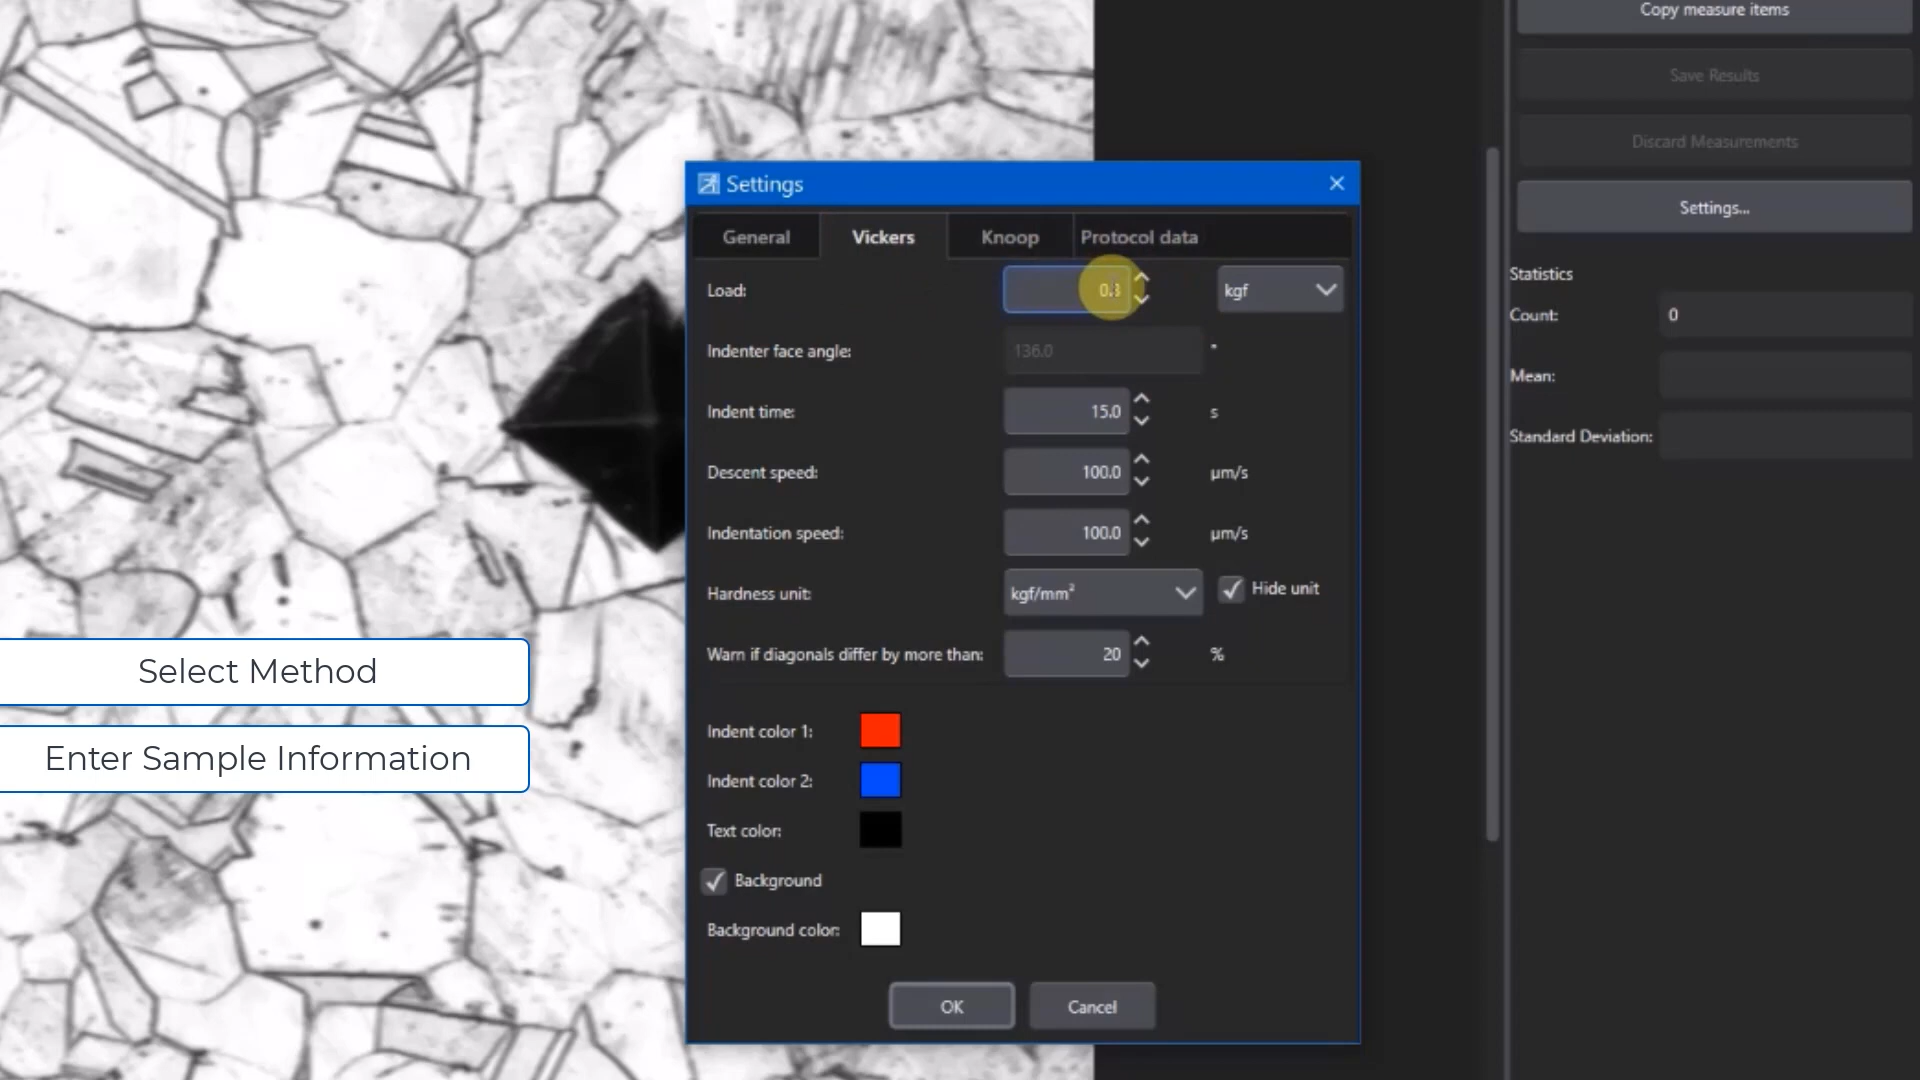 Copy measure items
Save Results
Discard Measurements
Settings...
Statistics
Count: 0
Mean:
Standard Deviation:
Settings
General Vickers Knoop Protocol data
Load: 0.3 kgf
Indenter face angle: 136.0 °
Indent time: 15.0 s
Descent speed: 100.0 µm/s
Indentation speed: 100.0 µm/s
Hardness unit: kgf/mm² Hide unit
Warn if diagonals differ by more than: 20 %
Indent color 1:
Indent color 2:
Text color:
Background
Background color:
OK Cancel
Select Method
Enter Sample Information